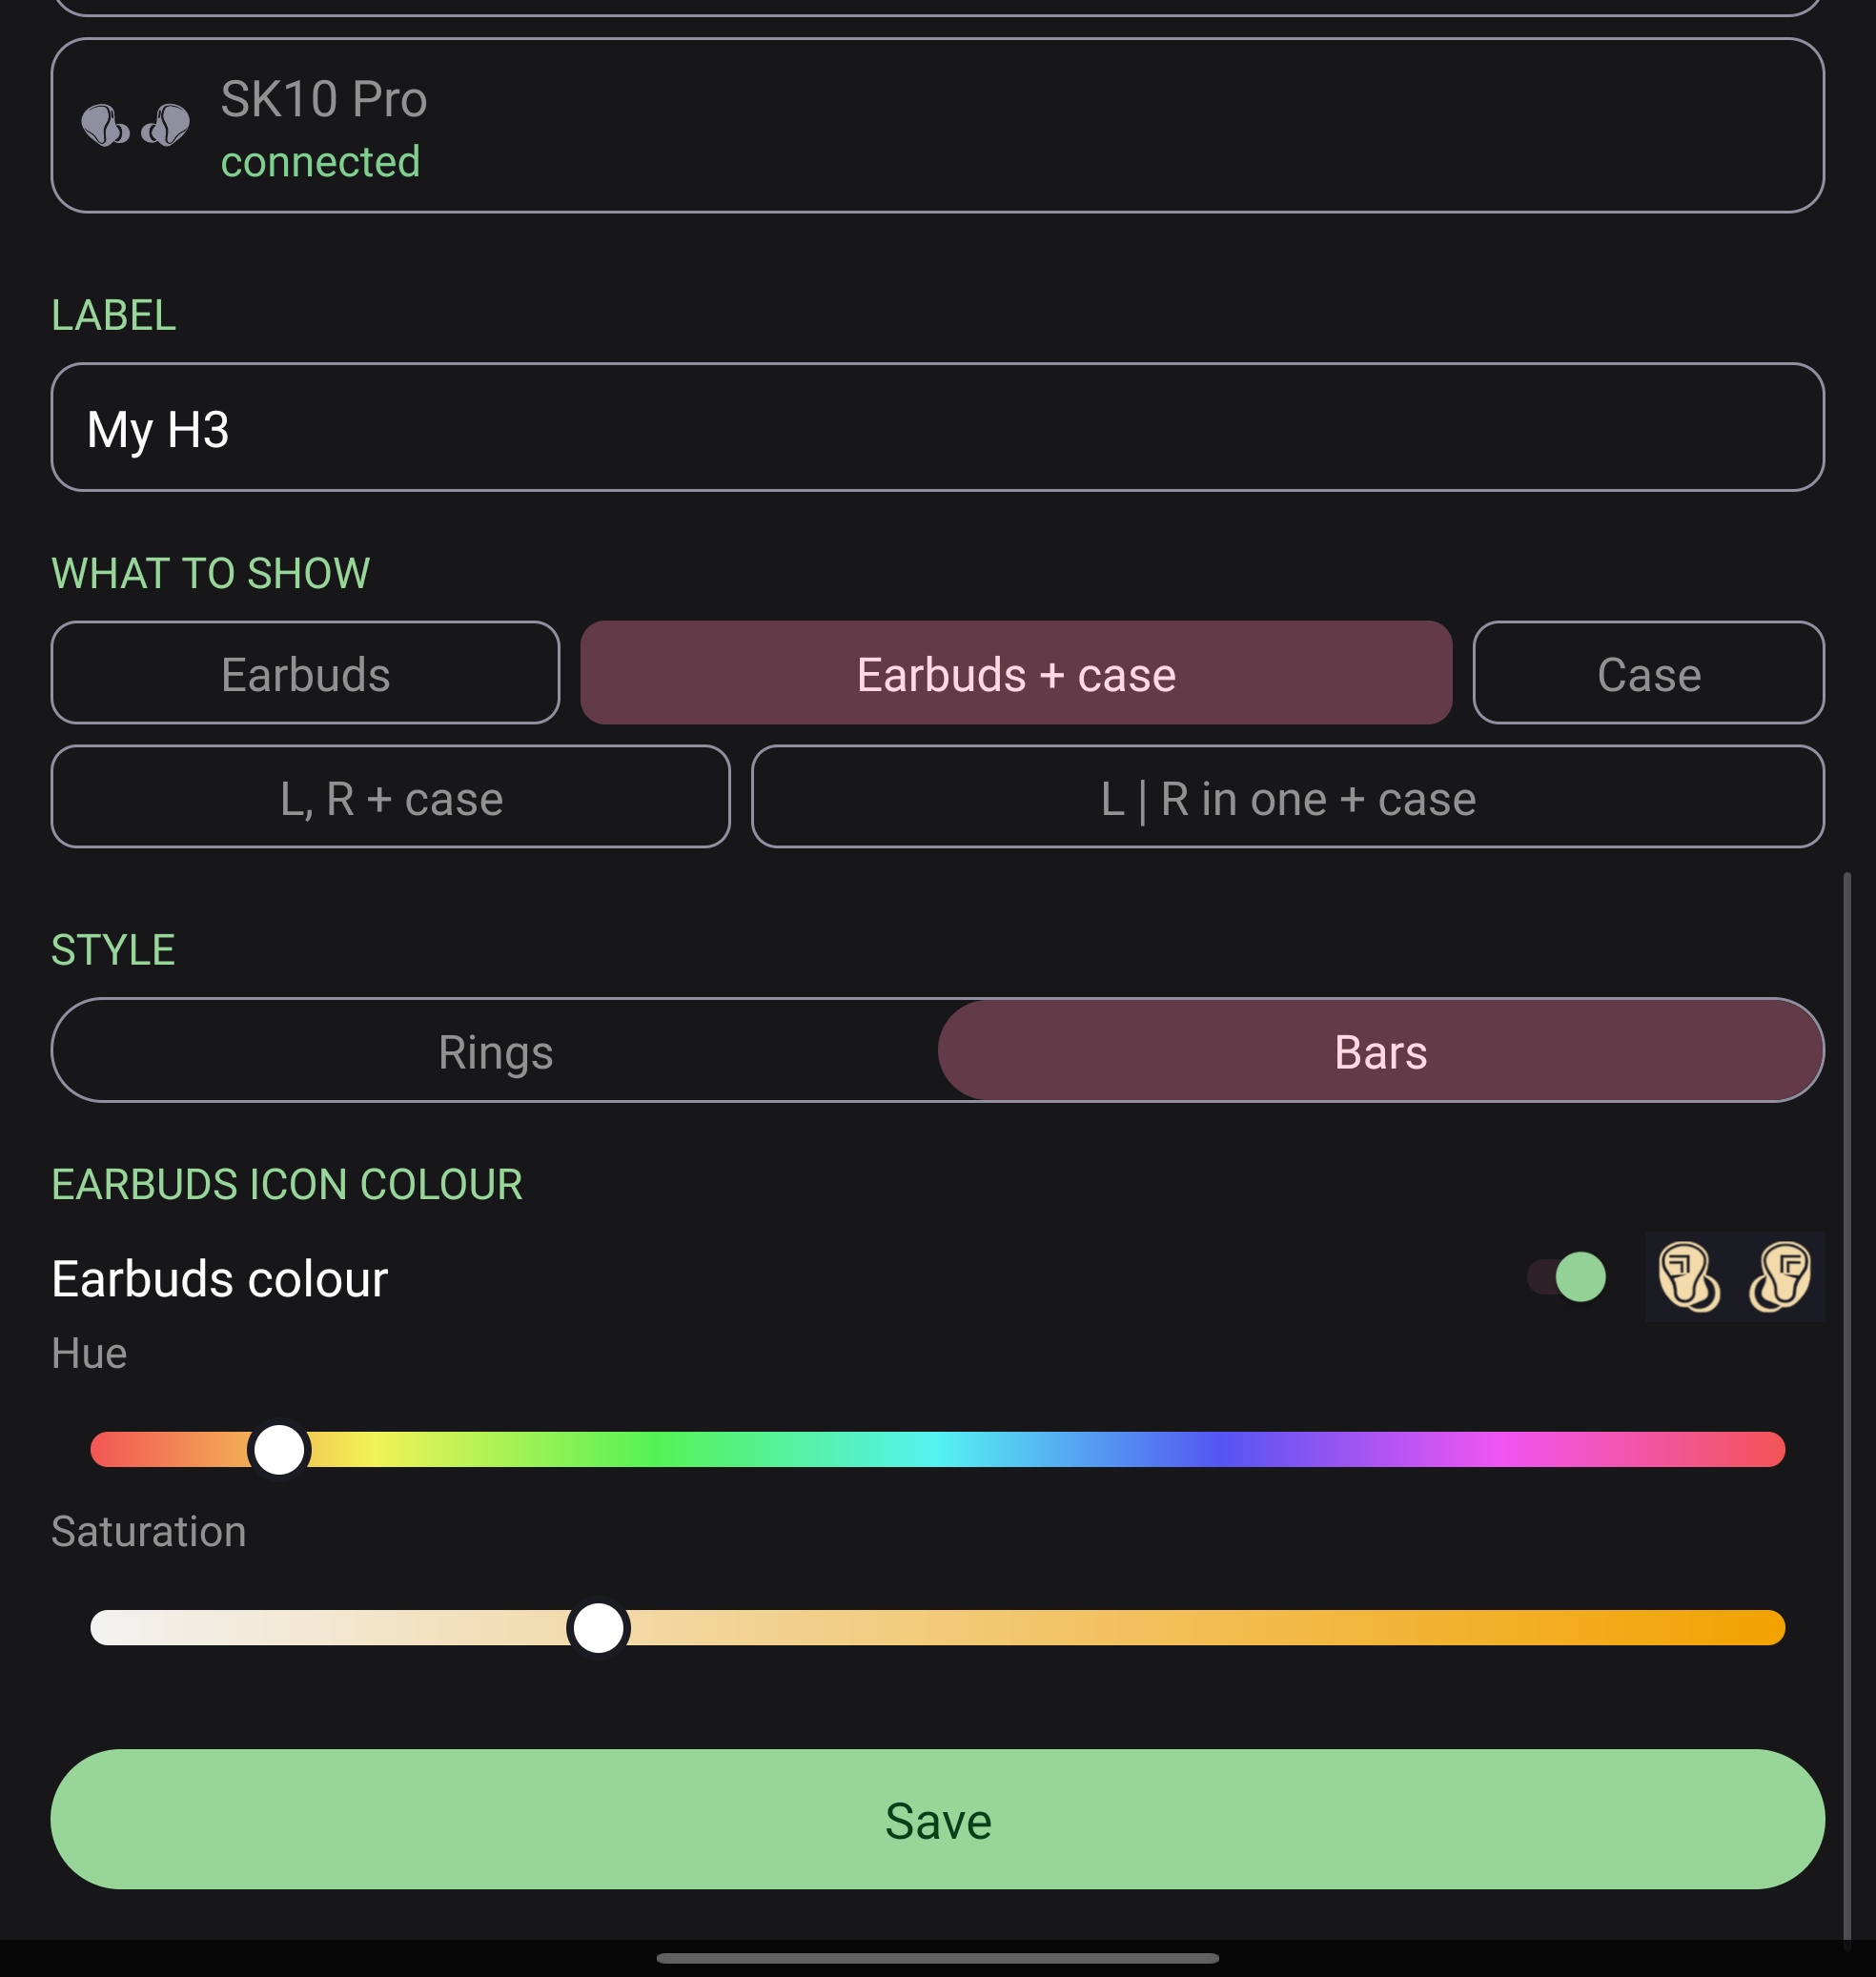 SK10 Pro
connected
LABEL
My H3
WHAT TO SHOW
Earbuds
Earbuds + case
Case
L, R + case
L | R in one + case
STYLE
Rings
Bars
EARBUDS ICON COLOUR
Earbuds colour
Hue
Saturation
Save